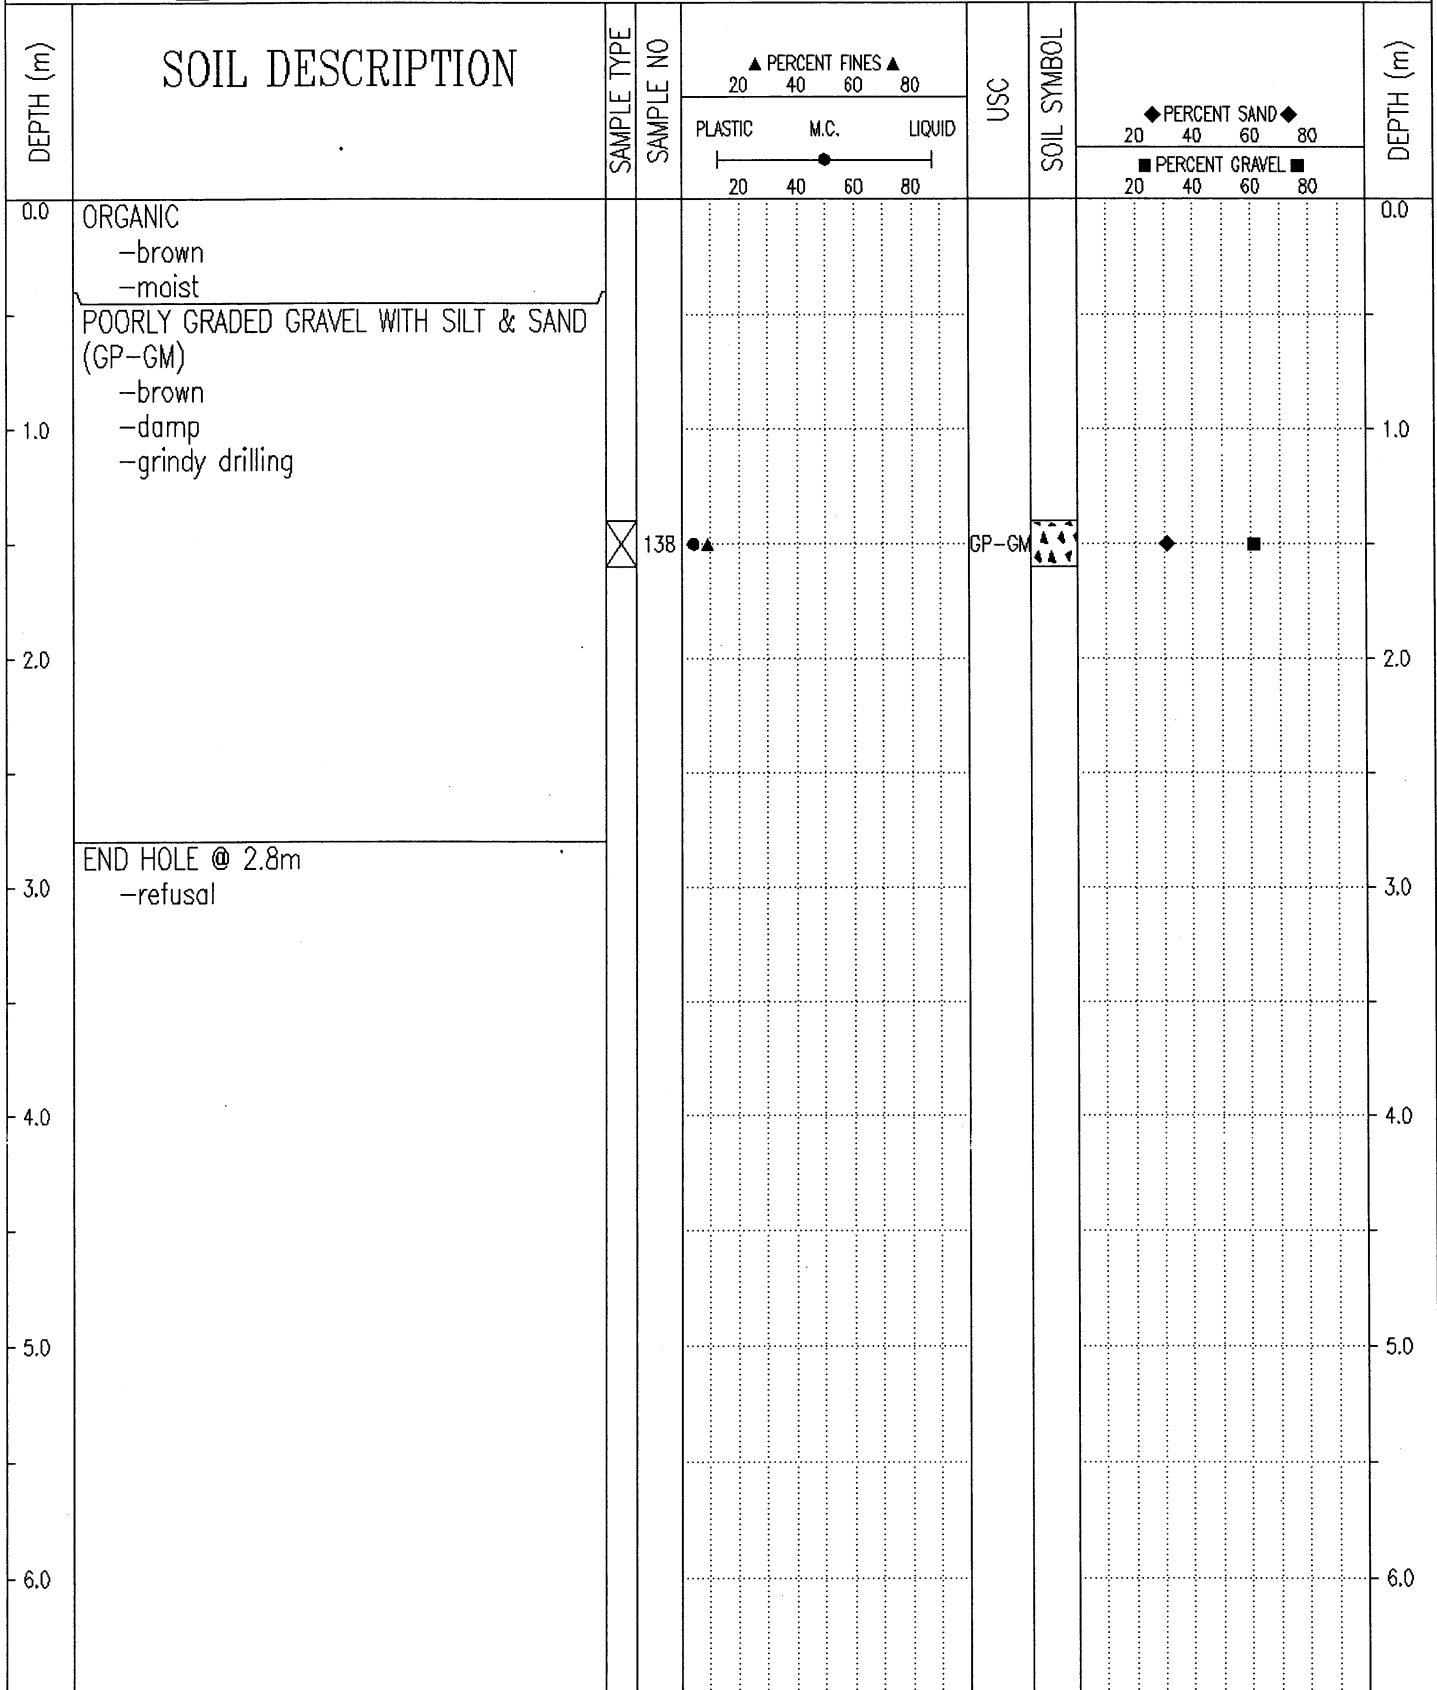 DEPTH (m)
SOIL DESCRIPTION
SAMPLE TYPE
SAMPLE NO
▲ PERCENT FINES ▲
20 40 60 80
PLASTIC M.C. LIQUID
20 40 60 80
USC
SOIL SYMBOL
◆ PERCENT SAND ◆
20 40 60 80
■ PERCENT GRAVEL ■
20 40 60 80
DEPTH (m)
0.0 0.0
ORGANIC
-brown
-moist
POORLY GRADED GRAVEL WITH SILT & SAND
(GP-GM)
-brown
1.0 -damp 1.0
-grindy drilling
138 GP-GM
2.0 2.0
END HOLE @ 2.8m
3.0 -refusal 3.0
4.0 4.0
5.0 5.0
6.0 6.0